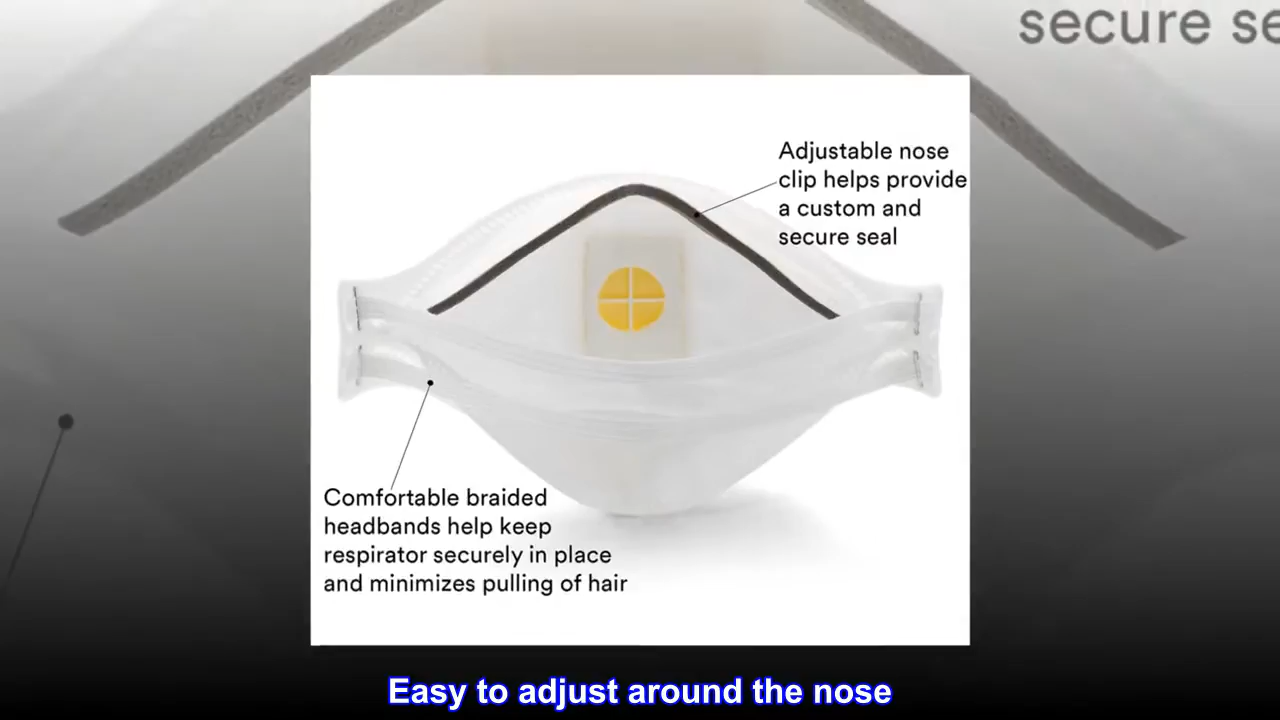 secure se
Adjustable nose
clip helps provide
a custom and
secure seal
Comfortable braided
headbands help keep
respirator securely in place
and minimizes pulling of hair
Easy to adjust around the nose